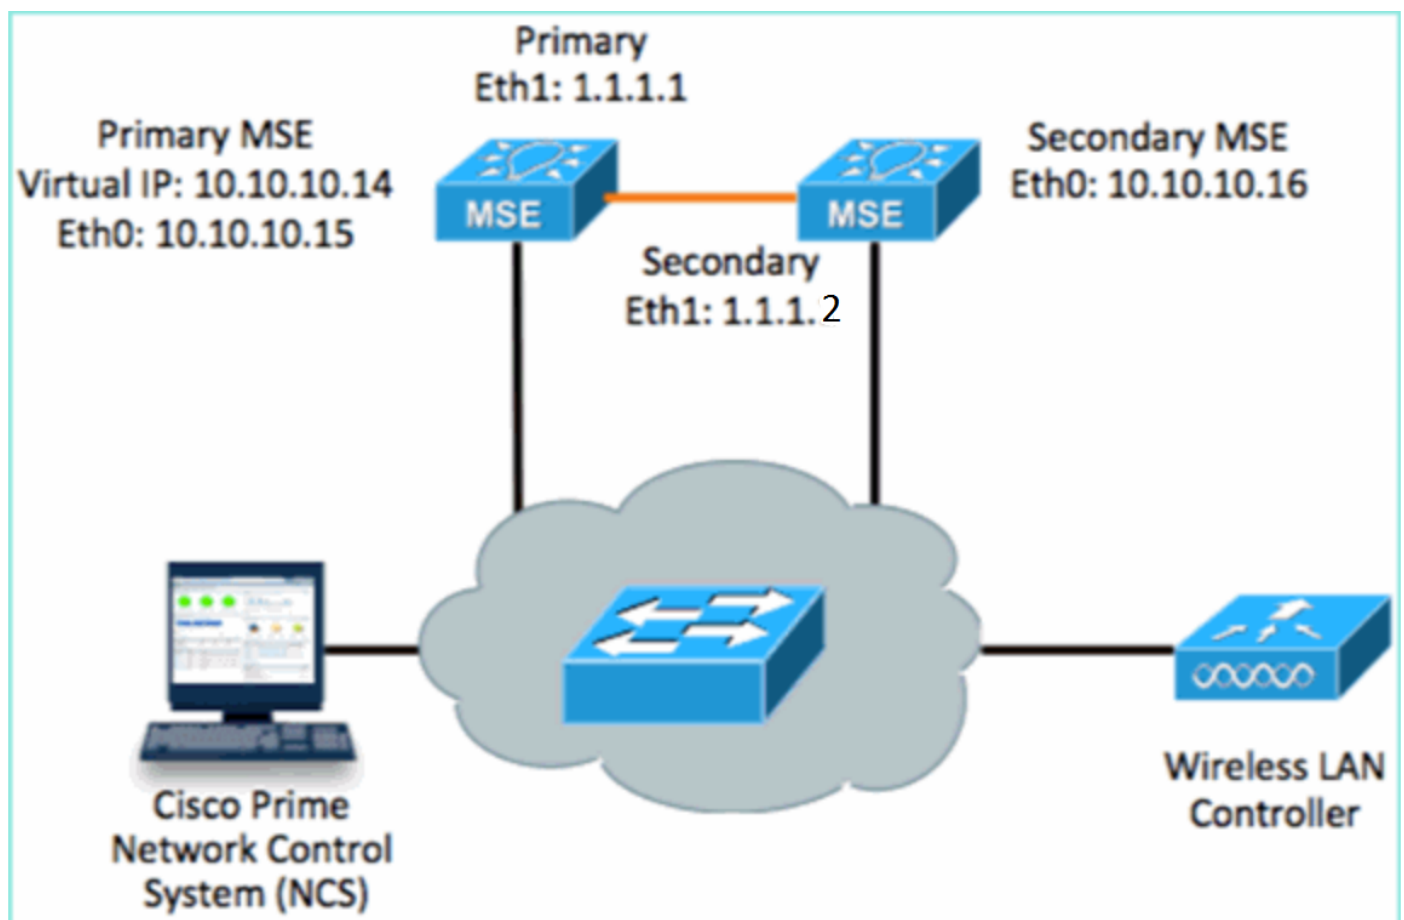 Primary
Eth1: 1.1.1.1
Primary MSE
Virtual IP: 10.10.10.14
Eth0: 10.10.10.15
Secondary MSE
Eth0: 10.10.10.16
MSE
MSE
Secondary
Eth1: 1.1.1.2
Cisco Prime
Network Control
System (NCS)
Wireless LAN
Controller